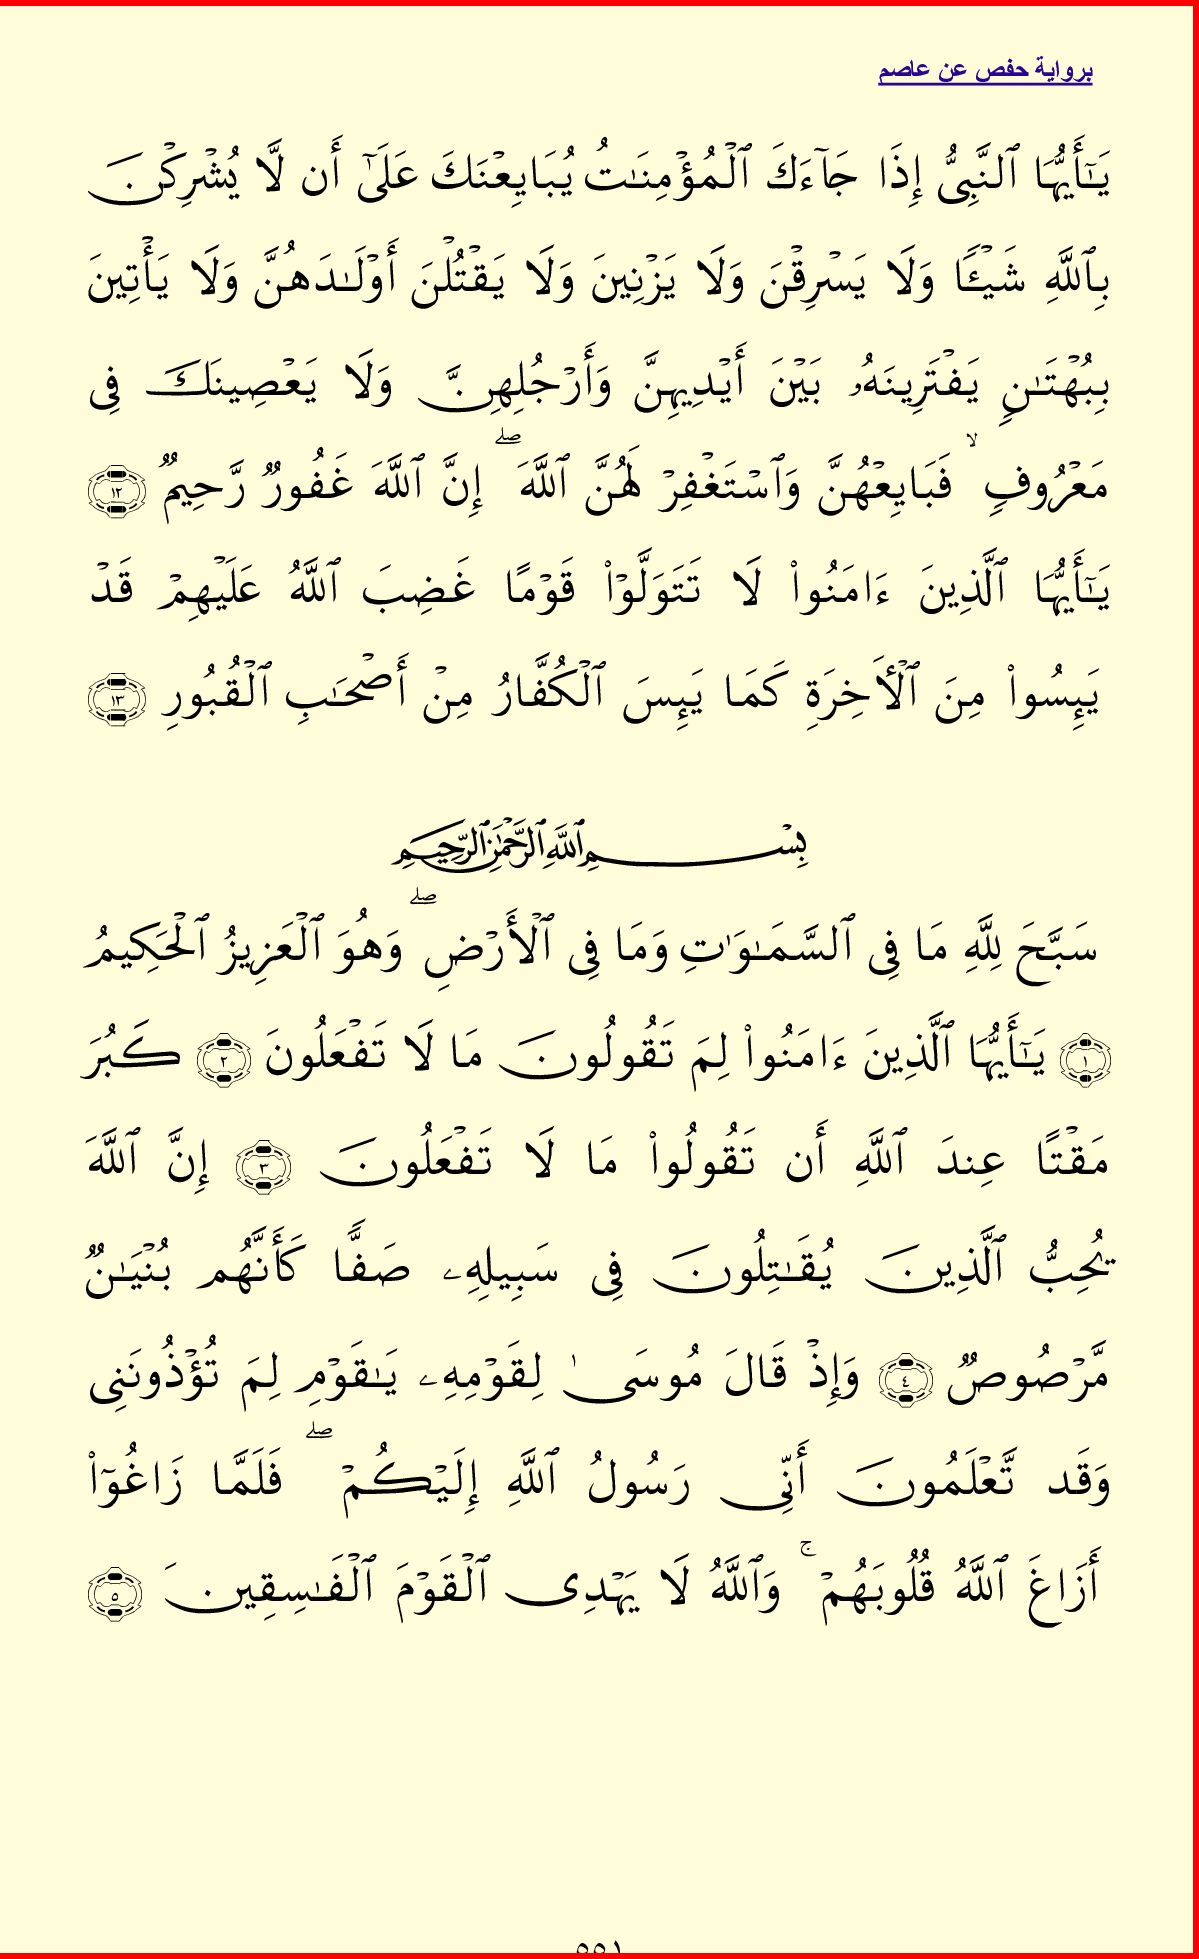 برواية حفص عن عاصم
يَـٰٓأَيُّهَا ٱلنَّبِىُّ إِذَا جَآءَكَ ٱلْمُؤْمِنَـٰتُ يُبَايِعْنَكَ عَلَىٰٓ أَن لَّا يُشْرِكْنَ
بِٱللَّهِ شَيْـًٔا وَلَا يَسْرِقْنَ وَلَا يَزْنِينَ وَلَا يَقْتُلْنَ أَوْلَـٰدَهُنَّ وَلَا يَأْتِينَ
بِبُهْتَـٰنٍ يَفْتَرِينَهُۥ بَيْنَ أَيْدِيهِنَّ وَأَرْجُلِهِنَّ وَلَا يَعْصِينَكَ فِى
مَعْرُوفٍ ۙ فَبَايِعْهُنَّ وَٱسْتَغْفِرْ لَهُنَّ ٱللَّهَ ۖ إِنَّ ٱللَّهَ غَفُورٌ رَّحِيمٌ ١٢
يَـٰٓأَيُّهَا ٱلَّذِينَ ءَامَنُوا۟ لَا تَتَوَلَّوْا۟ قَوْمًا غَضِبَ ٱللَّهُ عَلَيْهِمْ قَدْ
يَئِسُوا۟ مِنَ ٱلْـَٔاخِرَةِ كَمَا يَئِسَ ٱلْكُفَّارُ مِنْ أَصْحَـٰبِ ٱلْقُبُورِ ١٣
بِسْمِ ٱللَّهِ ٱلرَّحْمَـٰنِ ٱلرَّحِيمِ
سَبَّحَ لِلَّهِ مَا فِى ٱلسَّمَـٰوَٰتِ وَمَا فِى ٱلْأَرْضِ ۖ وَهُوَ ٱلْعَزِيزُ ٱلْحَكِيمُ
١ يَـٰٓأَيُّهَا ٱلَّذِينَ ءَامَنُوا۟ لِمَ تَقُولُونَ مَا لَا تَفْعَلُونَ ٢ كَبُرَ
مَقْتًا عِندَ ٱللَّهِ أَن تَقُولُوا۟ مَا لَا تَفْعَلُونَ ٣ إِنَّ ٱللَّهَ
يُحِبُّ ٱلَّذِينَ يُقَـٰتِلُونَ فِى سَبِيلِهِۦ صَفًّا كَأَنَّهُم بُنْيَـٰنٌ
مَّرْصُوصٌ ٤ وَإِذْ قَالَ مُوسَىٰ لِقَوْمِهِۦ يَـٰقَوْمِ لِمَ تُؤْذُونَنِى
وَقَد تَّعْلَمُونَ أَنِّى رَسُولُ ٱللَّهِ إِلَيْكُمْ ۖ فَلَمَّا زَاغُوٓا۟
أَزَاغَ ٱللَّهُ قُلُوبَهُمْ ۚ وَٱللَّهُ لَا يَهْدِى ٱلْقَوْمَ ٱلْفَـٰسِقِينَ ٥
٥٥١